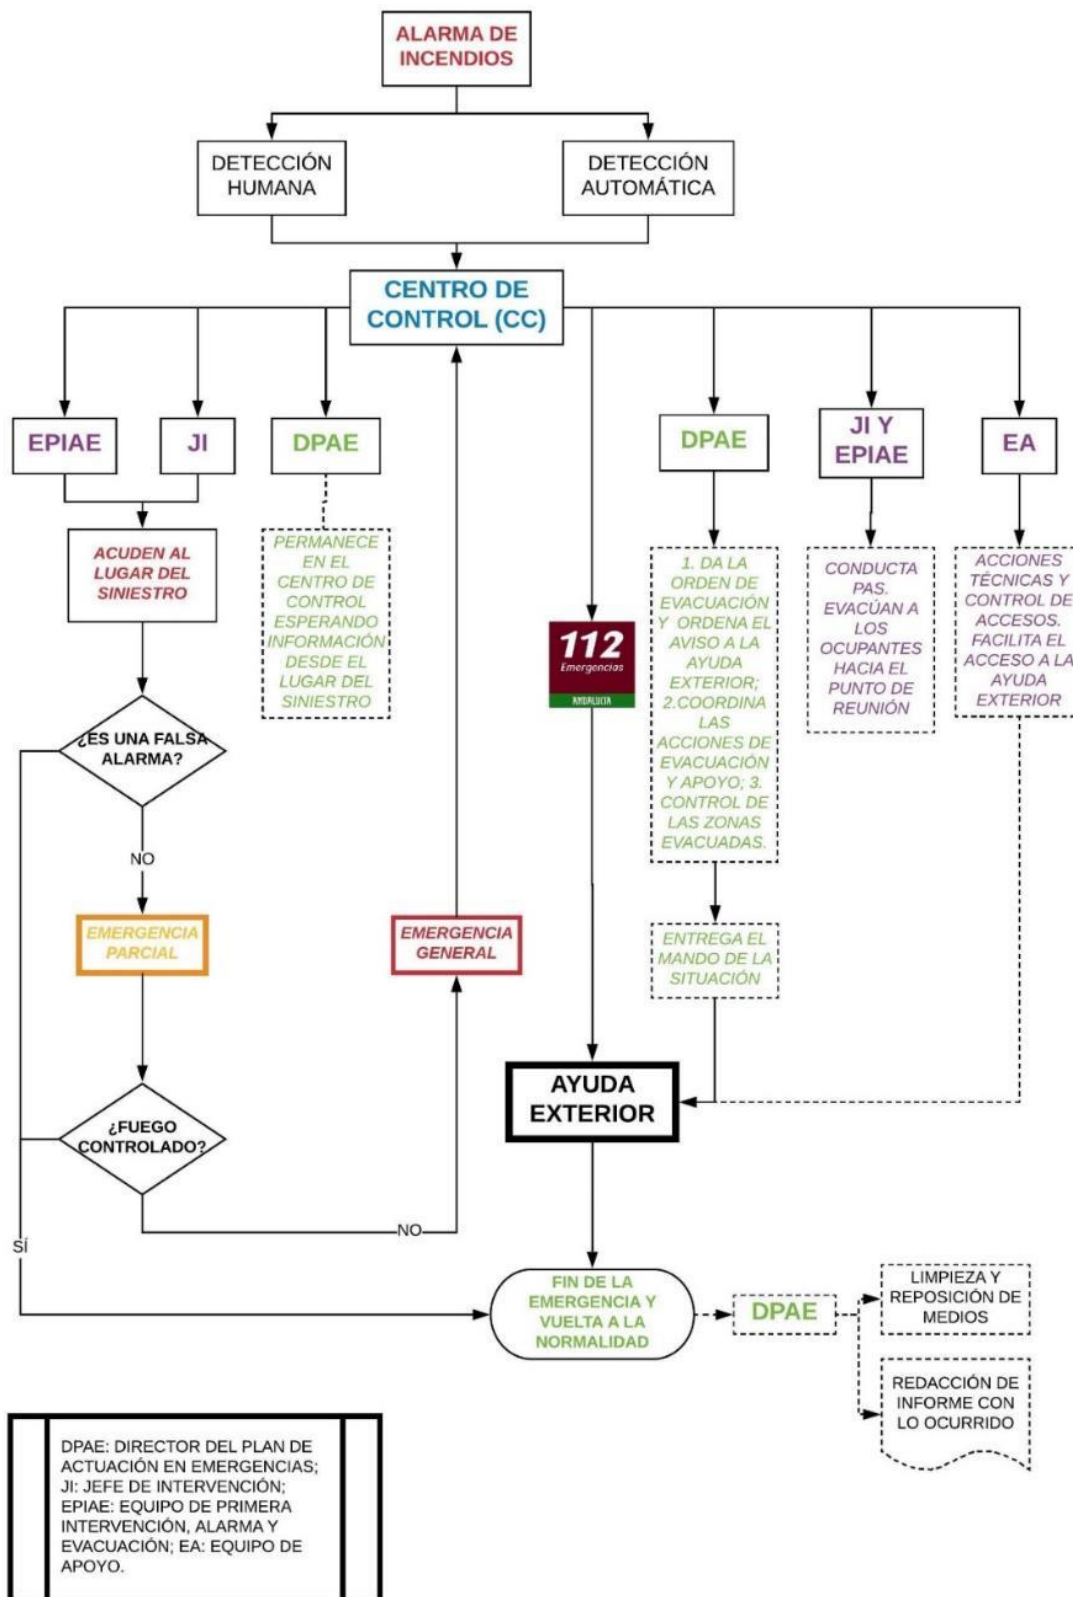 ALARMA DE
INCENDIOS
DETECCIÓN
HUMANA
DETECCIÓN
AUTOMÁTICA
CENTRO DE
CONTROL (CC)
EPIAE
JI
DPAE
DPAE
JI Y
EPIAE
EA
ACUDEN AL
LUGAR DEL
SINIESTRO
PERMANECE
EN EL
CENTRO DE
CONTROL
ESPERANDO
INFORMACIÓN
DESDE EL
LUGAR DEL
SINIESTRO
112
Emergencias
ANDALUCIA
1. DA LA
ORDEN DE
EVACUACIÓN
Y ORDENA EL
AVISO A LA
AYUDA
EXTERIOR;
2.COORDINA
LAS
ACCIONES DE
EVACUACIÓN
Y APOYO; 3.
CONTROL DE
LAS ZONAS
EVACUADAS.
CONDUCTA
PAS.
EVACÚAN A
LOS
OCUPANTES
HACIA EL
PUNTO DE
REUNIÓN
ACCIONES
TÉCNICAS Y
CONTROL DE
ACCESOS.
FACILITA EL
ACCESO A LA
AYUDA
EXTERIOR
¿ES UNA FALSA
ALARMA?
NO
EMERGENCIA
PARCIAL
EMERGENCIA
GENERAL
ENTREGA EL
MANDO DE LA
SITUACIÓN
AYUDA
EXTERIOR
¿FUEGO
CONTROLADO?
NO
SÍ
FIN DE LA
EMERGENCIA Y
VUELTA A LA
NORMALIDAD
DPAE
LIMPIEZA Y
REPOSICIÓN DE
MEDIOS
REDACCIÓN DE
INFORME CON
LO OCURRIDO
DPAE: DIRECTOR DEL PLAN DE
ACTUACIÓN EN EMERGENCIAS;
JI: JEFE DE INTERVENCIÓN;
EPIAE: EQUIPO DE PRIMERA
INTERVENCIÓN, ALARMA Y
EVACUACIÓN; EA: EQUIPO DE
APOYO.